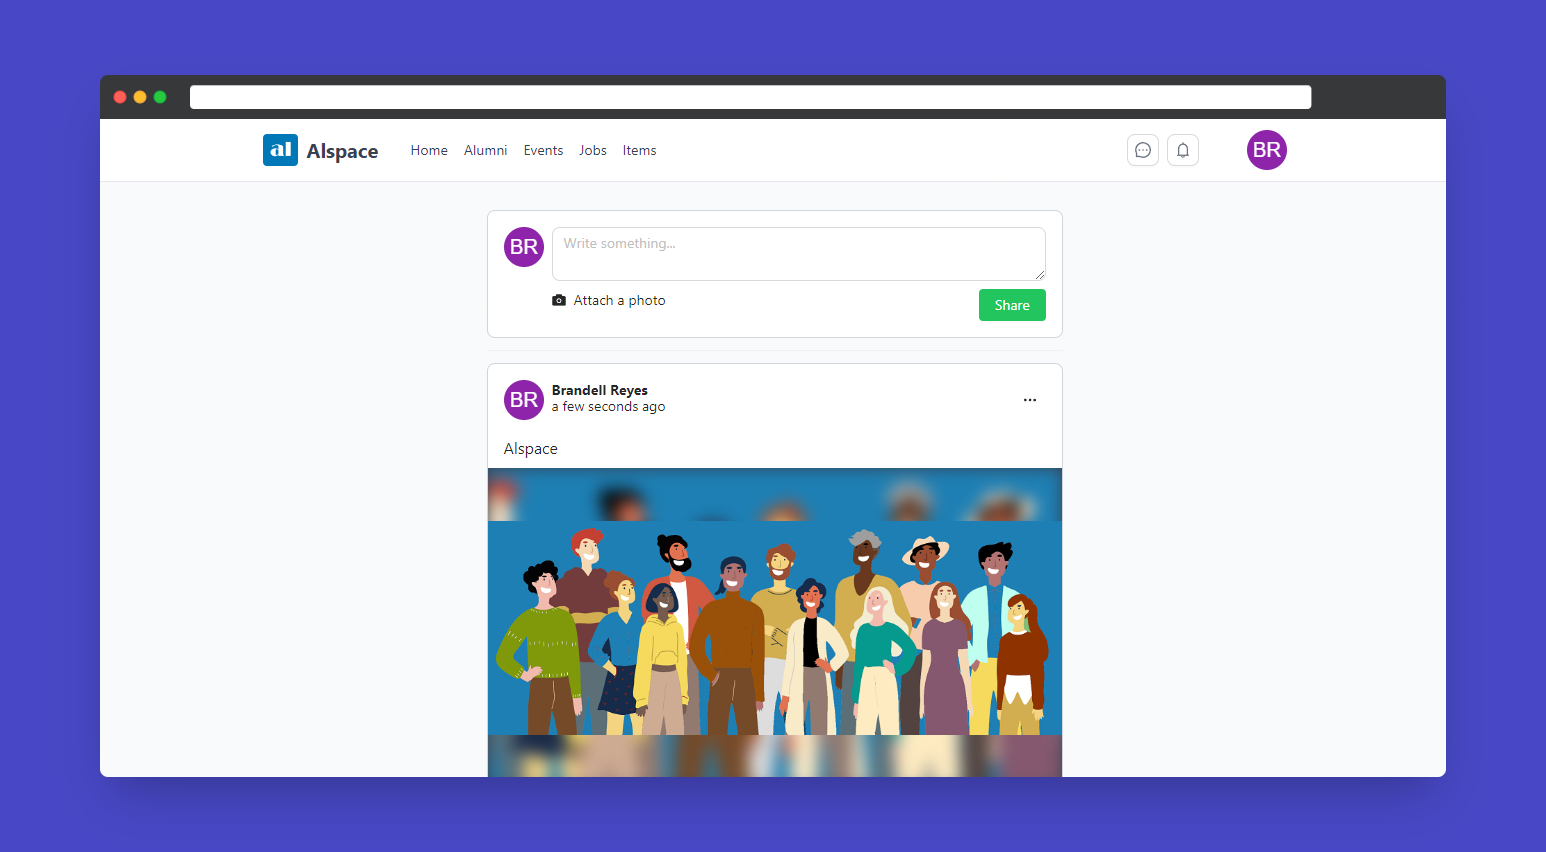 al Alspace Home Alumni Events Jobs Items BR
BR Write something...
Attach a photo Share
BR Brandell Reyes
a few seconds ago
Alspace